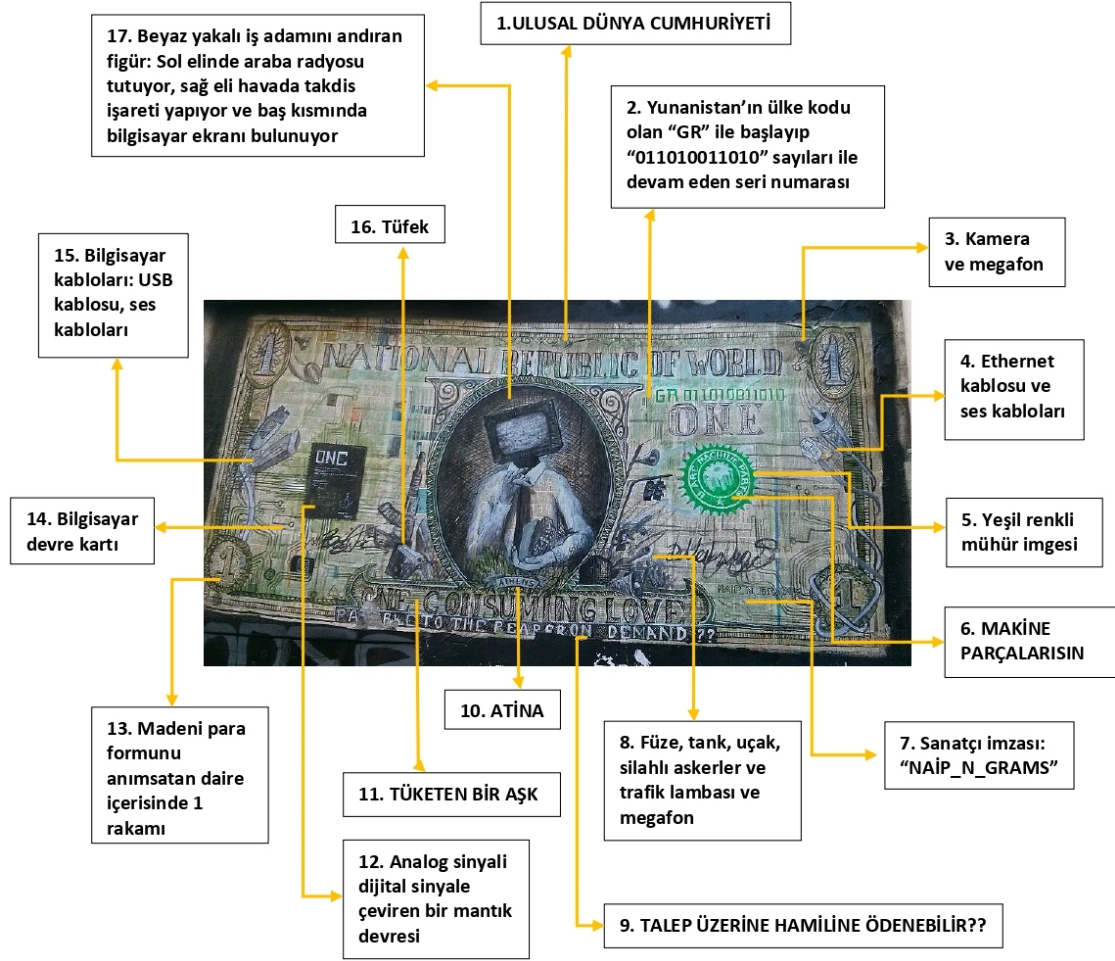 1.ULUSAL DÜNYA CUMHURİYETİ
17. Beyaz yakalı iş adamını andıran
figür: Sol elinde araba radyosu
tutuyor, sağ eli havada takdis
işareti yapıyor ve baş kısmında
bilgisayar ekranı bulunuyor
2. Yunanistan’ın ülke kodu
olan “GR” ile başlayıp
“011010011010” sayıları ile
devam eden seri numarası
16. Tüfek
3. Kamera
ve megafon
15. Bilgisayar
kabloları: USB
kablosu, ses
kabloları
4. Ethernet
kablosu ve
ses kabloları
1
NATIONAL REPUBLIC OF WORLD
1
GR 011010011010
ONE
ONE
MACHINE PARTS
14. Bilgisayar
devre kartı
5. Yeşil renkli
mühür imgesi
1
ATHENS
NAIP_N_GRAMS
1
ONE CONSUMING LOVE
TO THE DEMAND ??
6. MAKİNE
PARÇALARISIN
10. ATİNA
13. Madeni para
formunu
anımsatan daire
içerisinde 1
rakamı
11. TÜKETEN BİR AŞK
8. Füze, tank, uçak,
silahlı askerler ve
trafik lambası ve
megafon
7. Sanatçı imzası:
“NAİP_N_GRAMS”
12. Analog sinyali
dijital sinyale
çeviren bir mantık
devresi
9. TALEP ÜZERİNE HAMİLİNE ÖDENEBİLİR??